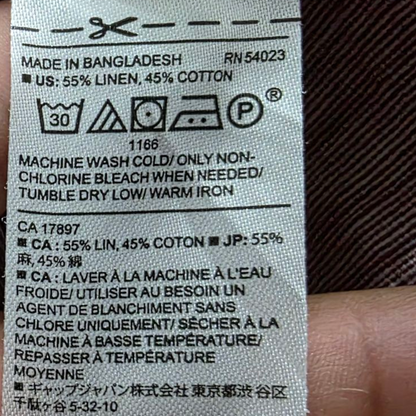 MADE IN BANGLADESH RN 54023
■ US: 55% LINEN, 45% COTTON
30 P ®
1166
MACHINE WASH COLD/ ONLY NON-
CHLORINE BLEACH WHEN NEEDED/
TUMBLE DRY LOW/ WARM IRON
CA 17897
■ CA : 55% LIN, 45% COTON ■ JP: 55%
麻, 45% 綿
■ CA : LAVER À LA MACHINE À L'EAU
FROIDE/ UTILISER AU BESOIN UN
AGENT DE BLANCHIMENT SANS
CHLORE UNIQUEMENT/ SÉCHER À LA
MACHINE À BASSE TEMPÉRATURE/
REPASSER À TEMPÉRATURE
MOYENNE
■ ギャップジャパン株式会社 東京都渋谷区
千駄ヶ谷 5-32-10